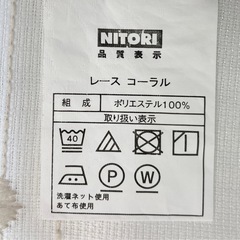 NITORI
品質表示
レース コーラル
組成 ポリエステル100%
取り扱い表示
40
P W
洗濯ネット使用
あて布使用